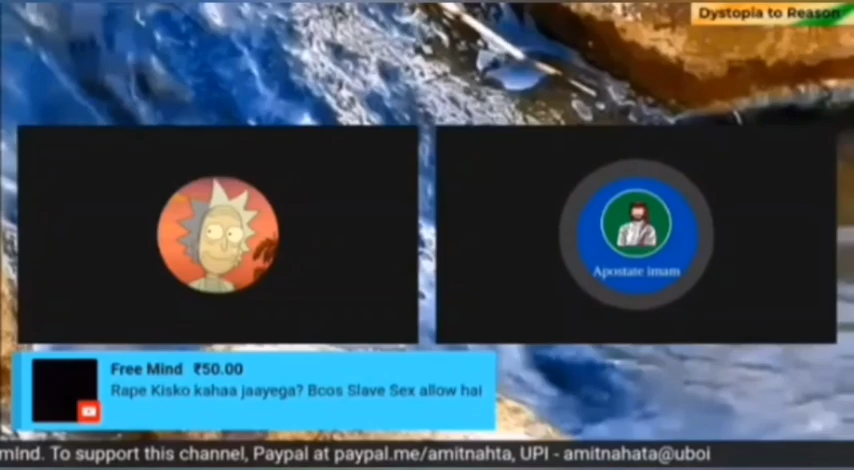 Dystopia to Reason
Apostate imam
Free Mind ₹50.00
Rape Kisko kahaa jaayega? Bcos Slave Sex allow hai
mInd. To support this channel, Paypal at paypal.me/amitnahta, UPI - amitnahata@uboi